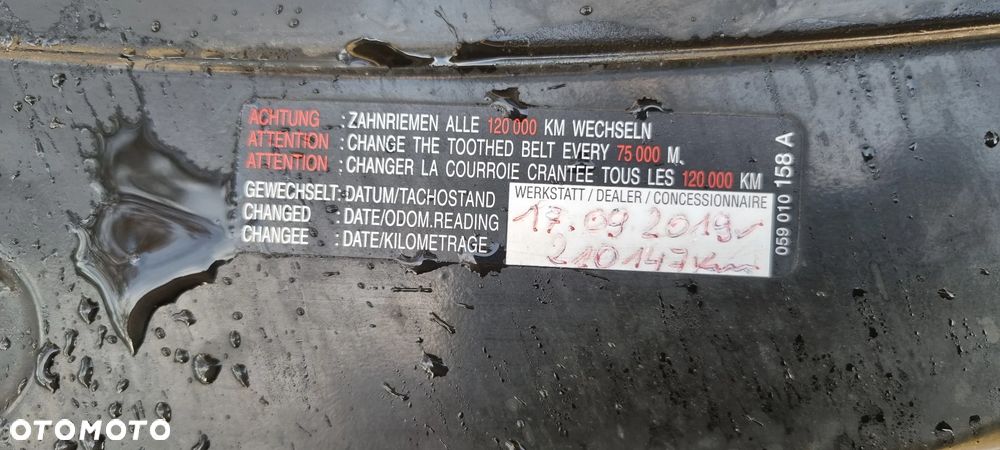 ACHTUNG : ZAHNRIEMEN ALLE 120 000 KM WECHSELN
ATTENTION : CHANGE THE TOOTHED BELT EVERY 75 000 M.
ATTENTION : CHANGER LA COURROIE CRANTÉE TOUS LES 120 000 KM
GEWECHSELT: DATUM/TACHOSTAND
CHANGED : DATE/ODOM.READING
CHANGEE : DATE/KILOMETRAGE
WERKSTATT / DEALER / CONCESSIONNAIRE
17.09 2019r
210147km
059 010 158 A
OTOMOTO